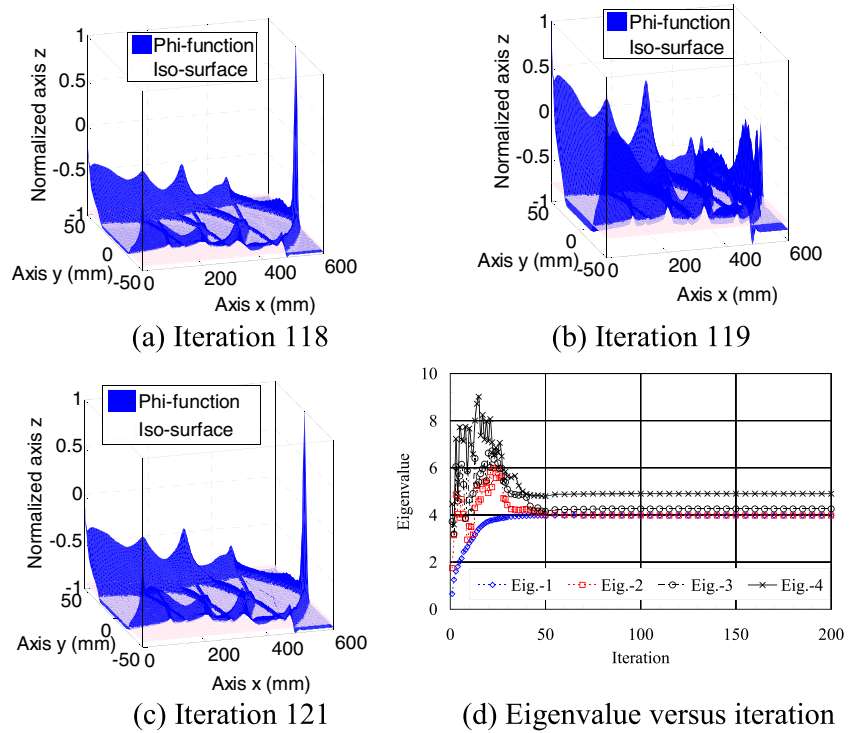 Phi-function
Iso-surface
Normalized axis z
1
0.5
0
-0.5
-1
50
0
-50
Axis y (mm)
0
200
400
600
Axis x (mm)
(a) Iteration 118
Phi-function
Iso-surface
Normalized axis z
1
0.5
0
-0.5
-1
50
0
-50
Axis y (mm)
0
200
400
600
Axis x (mm)
(b) Iteration 119
Phi-function
Iso-surface
Normalized axis z
1
0.5
0
-0.5
-1
50
0
-50
Axis y (mm)
0
200
400
600
Axis x (mm)
(c) Iteration 121
Eigenvalue
10
8
6
4
2
0
Eig.-1 Eig.-2 Eig.-3 Eig.-4
0 50 100 150 200
Iteration
(d) Eigenvalue versus iteration